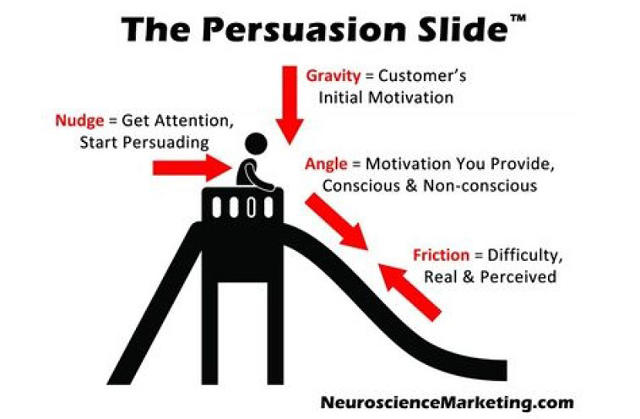 The Persuasion Slide™
Gravity = Customer's
Initial Motivation
Nudge = Get Attention,
Start Persuading
Angle = Motivation You Provide,
Conscious & Non-conscious
Friction = Difficulty,
Real & Perceived
NeuroscienceMarketing.com